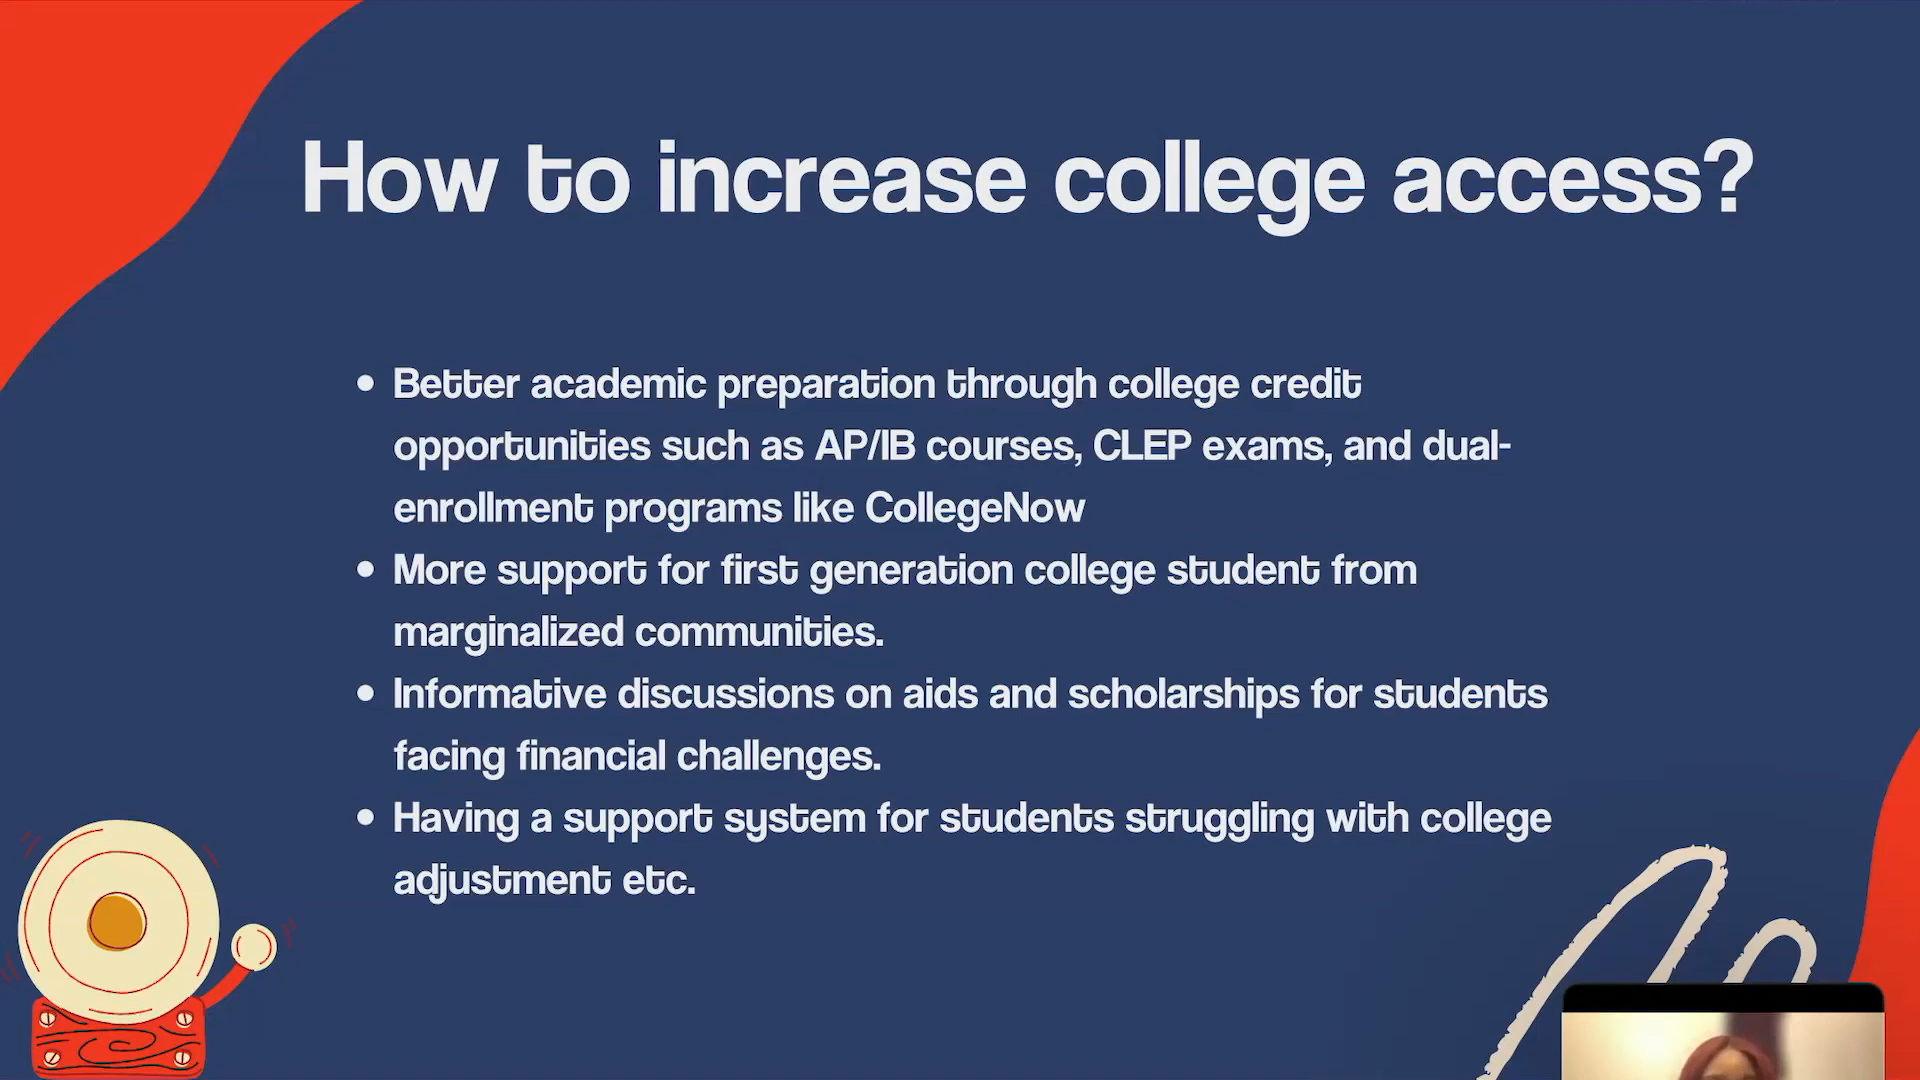 How to increase college access?
• Better academic preparation through college credit
opportunities such as AP/IB courses, CLEP exams, and dual-
enrollment programs like CollegeNow
• More support for first generation college student from
marginalized communities.
• Informative discussions on aids and scholarships for students
facing financial challenges.
• Having a support system for students struggling with college
adjustment etc.